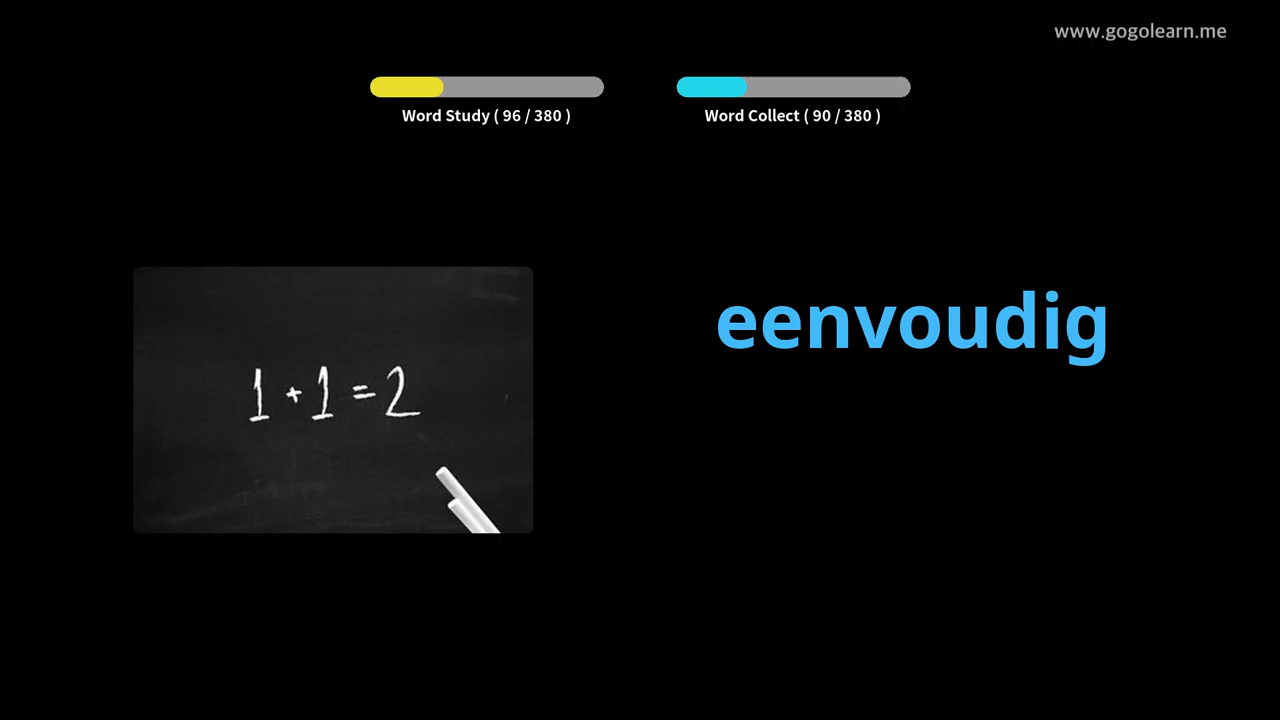 www.gogolearn.me
Word Study ( 96 / 380 )
Word Collect ( 90 / 380 )
eenvoudig
1 + 1 = 2